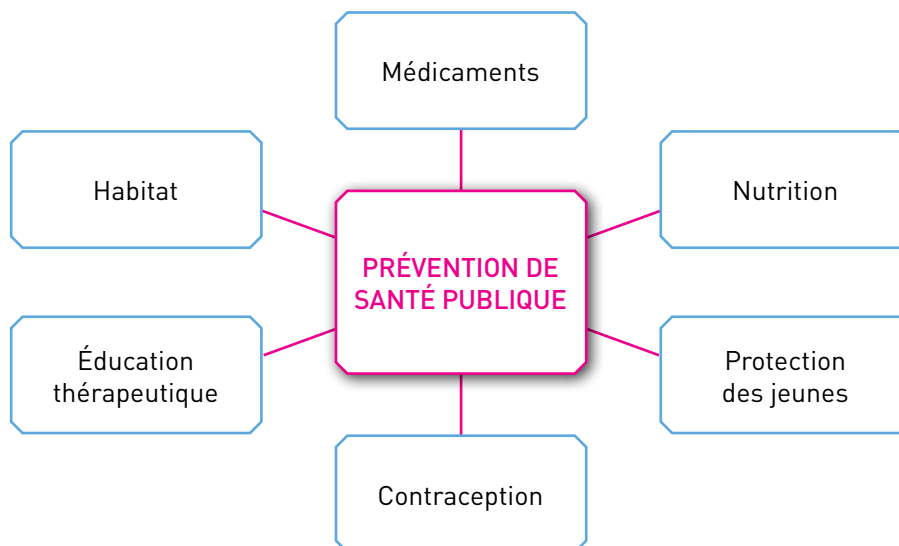 Médicaments
Habitat
Nutrition
PRÉVENTION DE
SANTÉ PUBLIQUE
Éducation
thérapeutique
Protection
des jeunes
Contraception